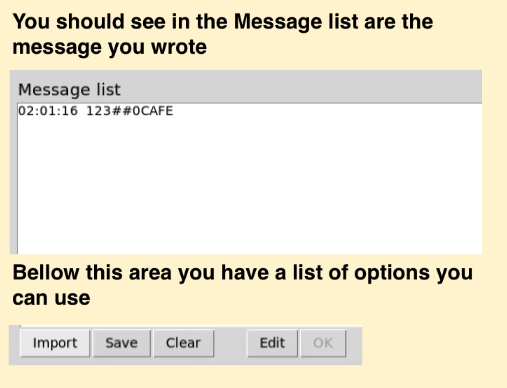 You should see in the Message list are the
message you wrote
Message list
02:01:16 123##0CAFE
Bellow this area you have a list of options you
can use
Import Save Clear Edit OK